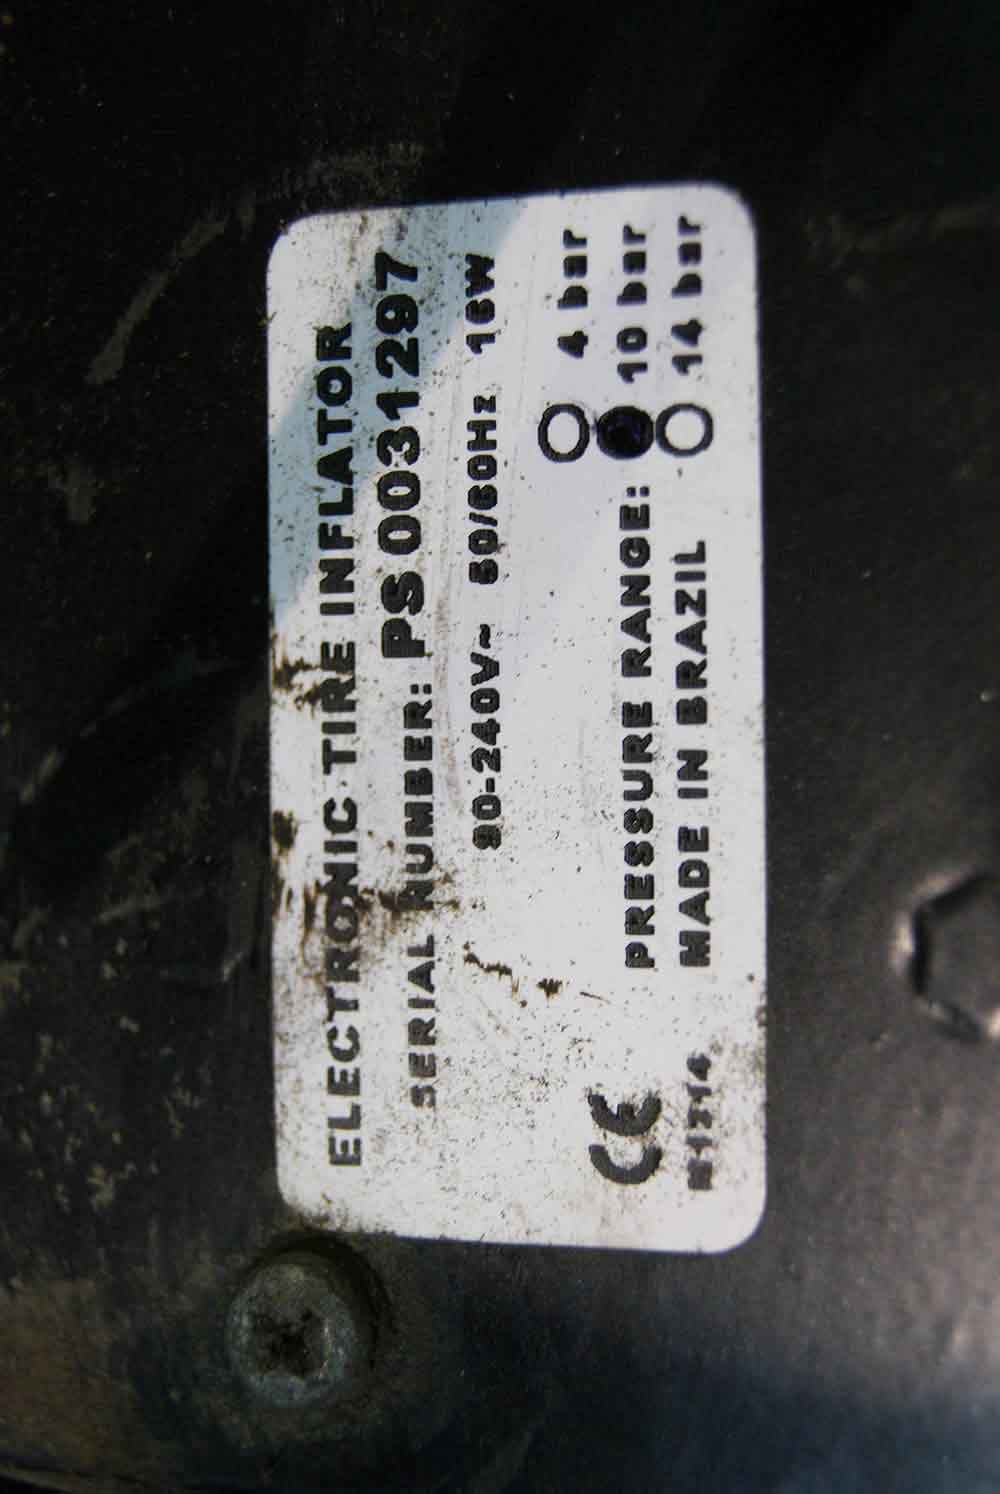 ELECTRONIC TIRE INFLATOR
SERIAL NUMBER: PS 0031297
90-240V~ 50/60Hz 16W
4 bar
PRESSURE RANGE: 10 bar
14 bar
CE
MADE IN BRAZIL